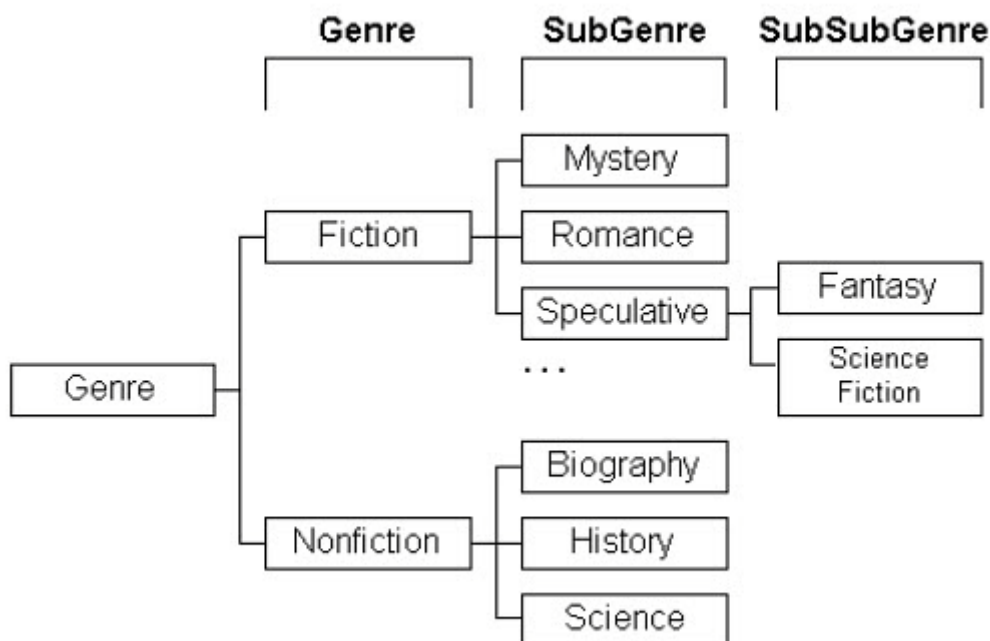 Genre SubGenre SubSubGenre
Mystery
Fiction Romance
Speculative Fantasy
...
Science
Fiction
Genre
Biography
Nonfiction History
Science